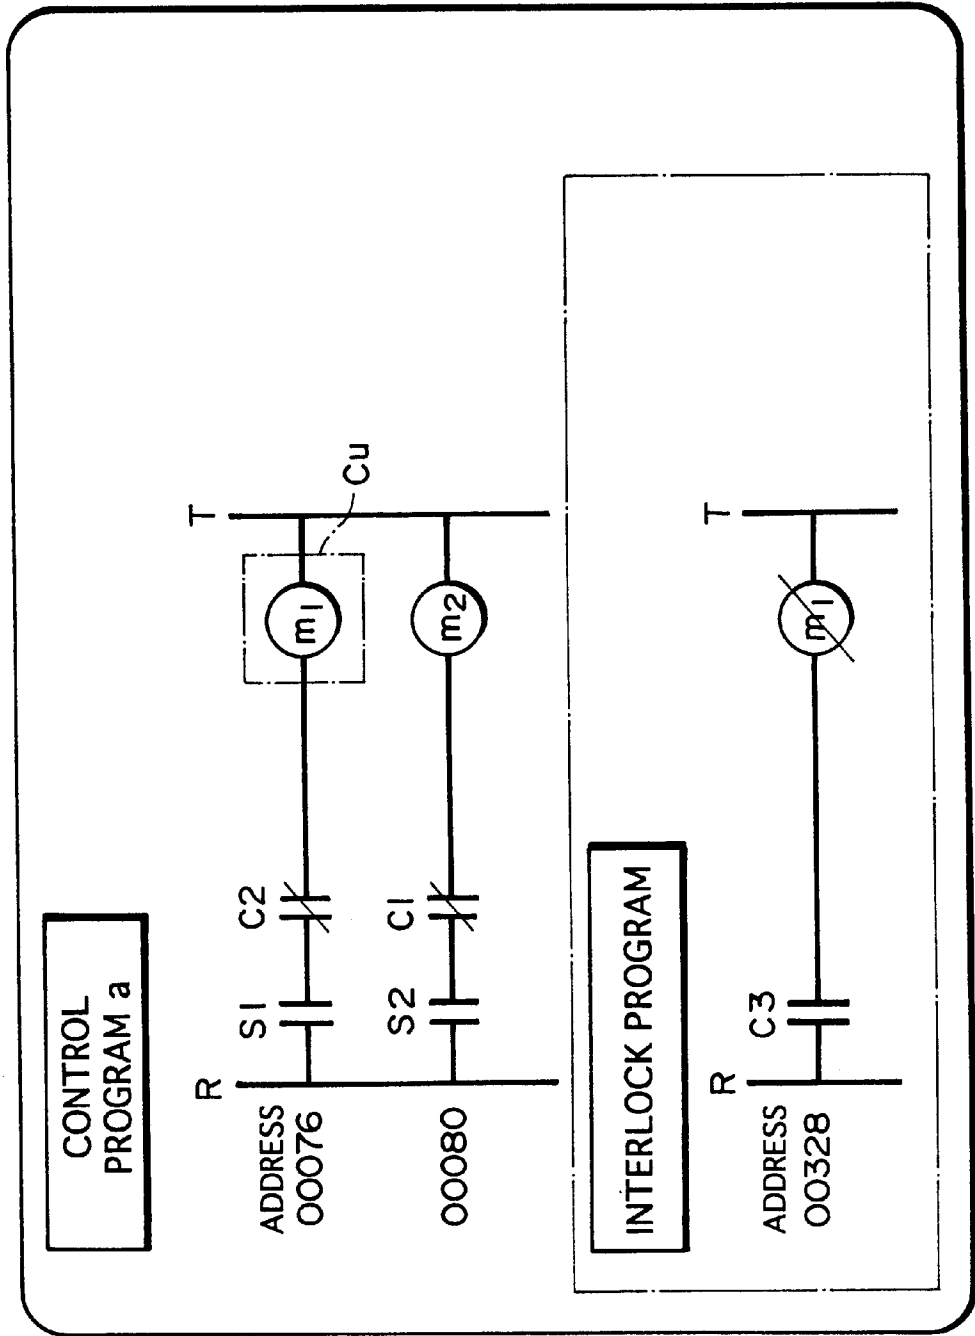 CONTROL
PROGRAM a
R
T
ADDRESS
00076
S1
C2
m1
Cu
00080
S2
C1
m2
INTERLOCK PROGRAM
R
T
ADDRESS
00328
C3
m1